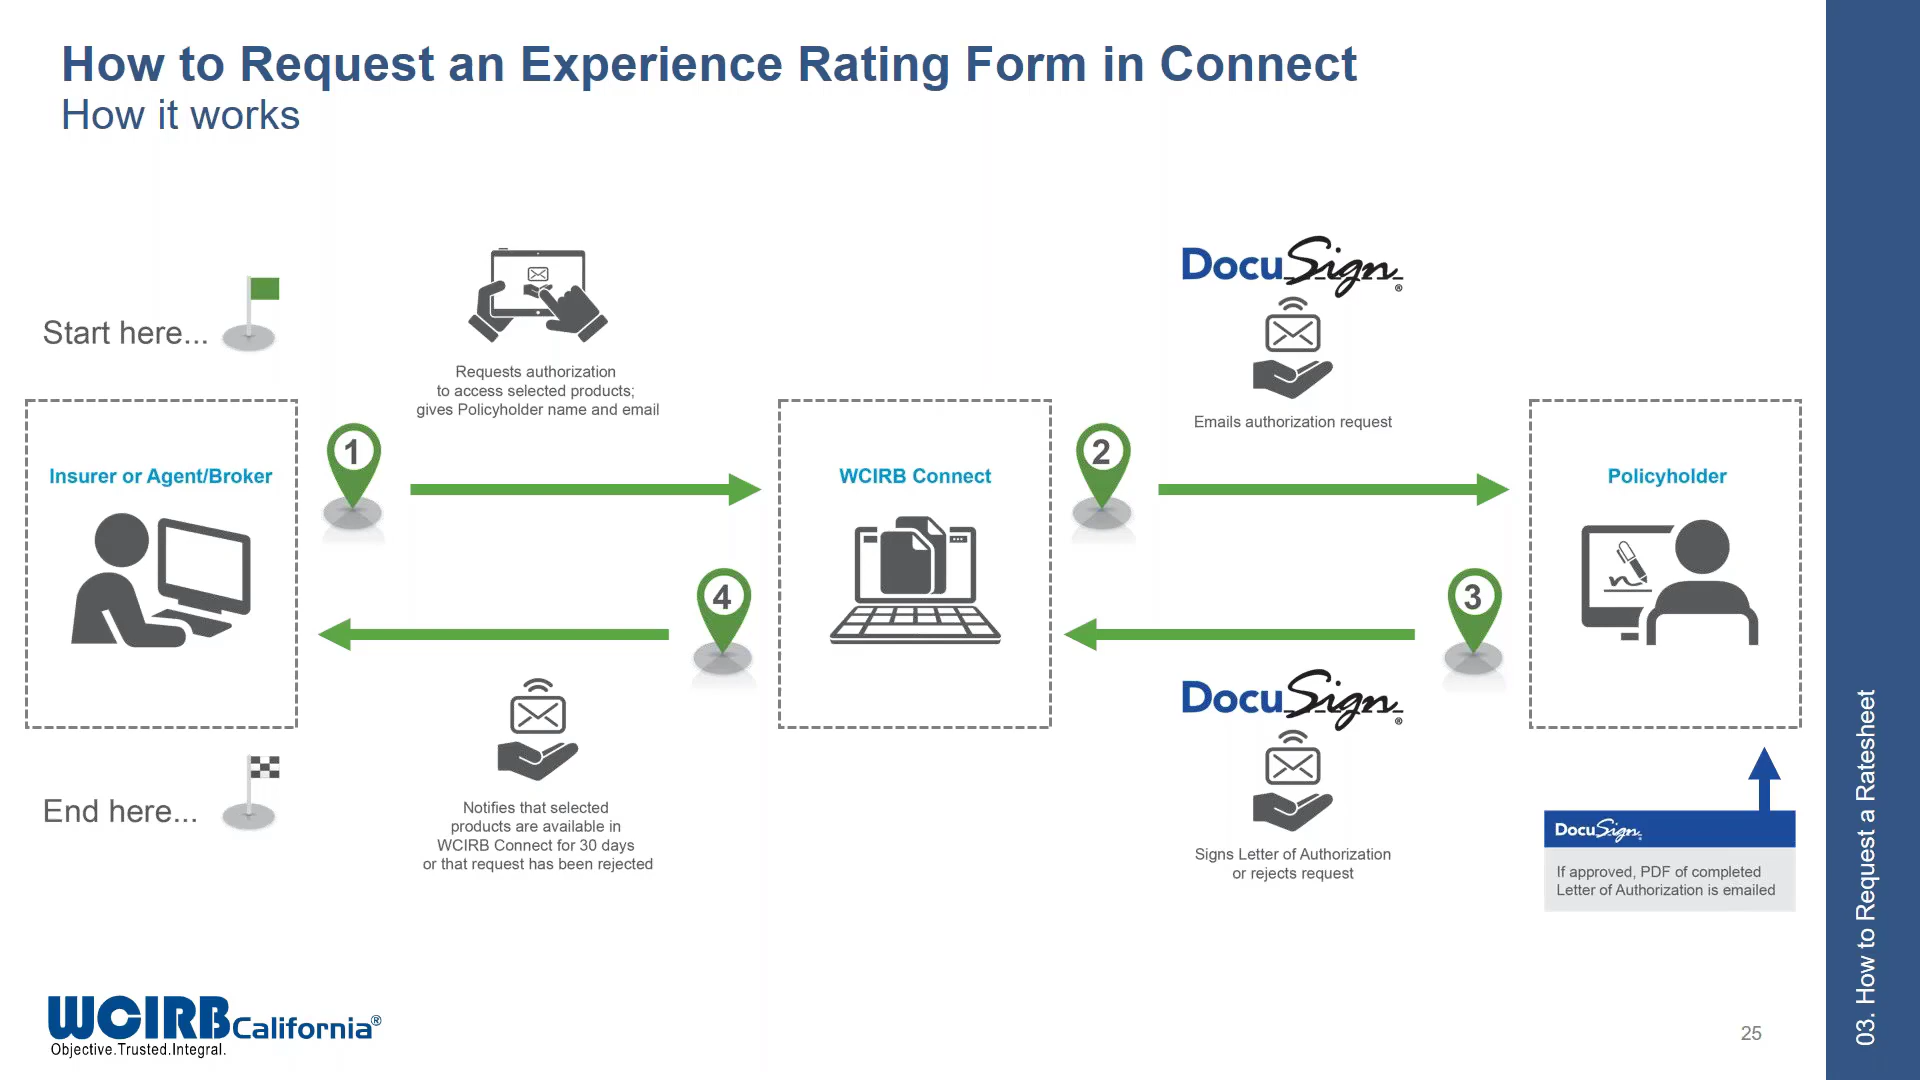 How to Request an Experience Rating Form in Connect
How it works
Start here...
Requests authorization
to access selected products;
gives Policyholder name and email
DocuSign®
Emails authorization request
Insurer or Agent/Broker
1
WCIRB Connect
2
Policyholder
4
3
DocuSign®
End here...
Notifies that selected
products are available in
WCIRB Connect for 30 days
or that request has been rejected
Signs Letter of Authorization
or rejects request
DocuSign
If approved, PDF of completed
Letter of Authorization is emailed
03. How to Request a Ratesheet
WCIRB California®
Objective.Trusted.Integral.
25